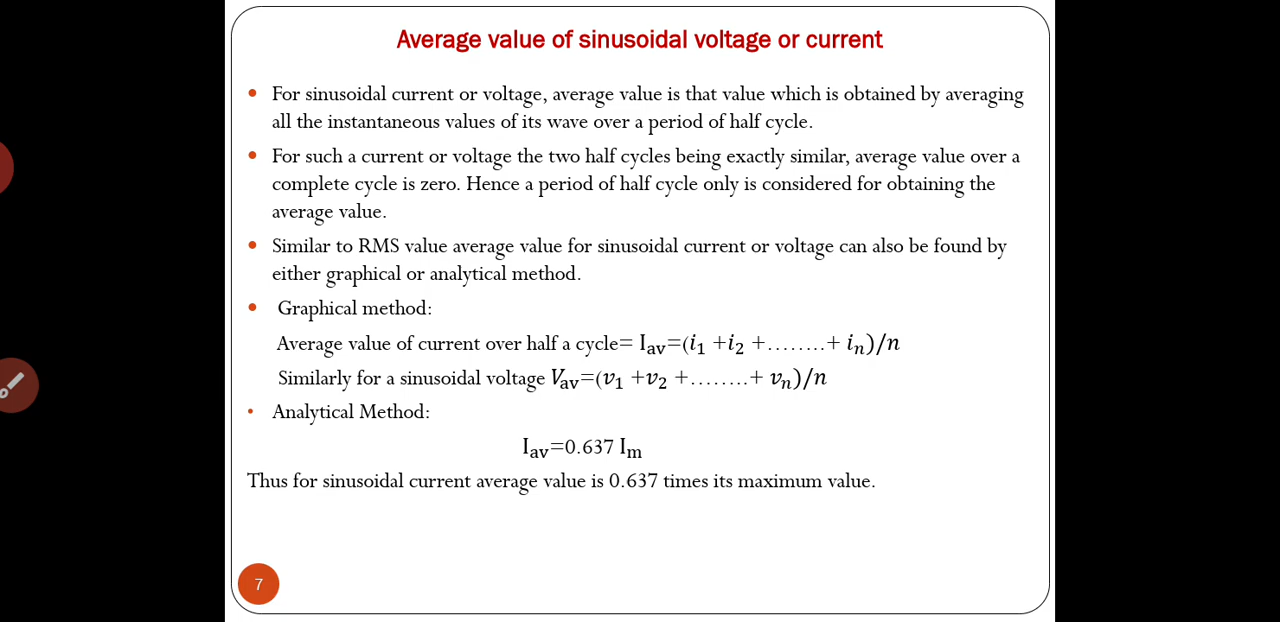 Average value of sinusoidal voltage or current
• For sinusoidal current or voltage, average value is that value which is obtained by averaging
all the instantaneous values of its wave over a period of half cycle.
• For such a current or voltage the two half cycles being exactly similar, average value over a
complete cycle is zero. Hence a period of half cycle only is considered for obtaining the
average value.
• Similar to RMS value average value for sinusoidal current or voltage can also be found by
either graphical or analytical method.
• Graphical method:
Average value of current over half a cycle= Iav=(i1 +i2 +........+ in)/n
Similarly for a sinusoidal voltage Vav=(v1 +v2 +........+ vn)/n
• Analytical Method:
Iav=0.637 Im
Thus for sinusoidal current average value is 0.637 times its maximum value.
7